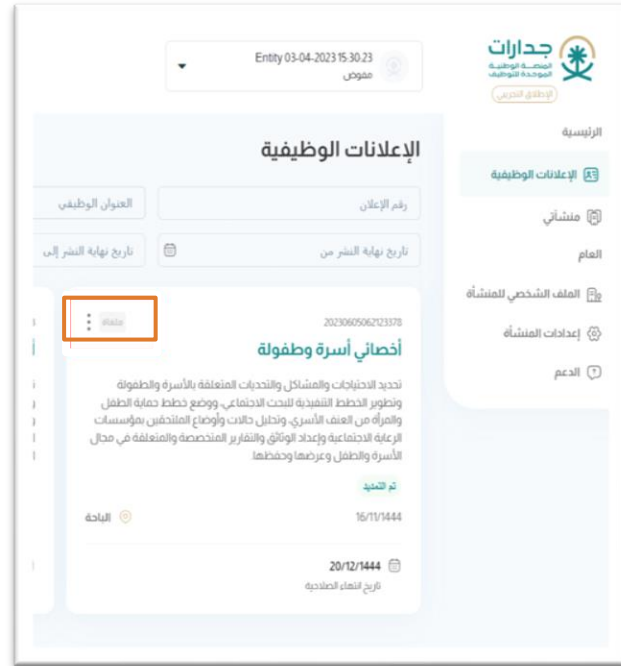 جدارات
المنصة الوطنية
الموحدة للتوظيف
(الإطلاق التجريبي)
Entity 03-04-2023 15:30:23
مفوض
الرئيسية
الإعلانات الوظيفية
منشآتي
العام
الملف الشخصي للمنشأة
إعدادات المنشأة
الدعم
الإعلانات الوظيفية
رقم الإعلان
العنوان الوظيفي
تاريخ نهاية النشر من
تاريخ نهاية النشر إلى
ملغاة
20230605062123378
أخصائي أسرة وطفولة
تحديد الاحتياجات والمشاكل والتحديات المتعلقة بالأسرة والطفولة
وتطوير الخطط التنفيذية للبحث الاجتماعي، ووضع خطط حماية الطفل
والمرأة من العنف الأسري، وتحليل حالات وأوضاع الملتحقين بمؤسسات
الرعاية الاجتماعية وإعداد الوثائق والتقارير المتخصصة والمتعلقة في مجال
الأسرة والطفل وعرضها وحفظها.
تم التمديد
16/11/1444
الباحة
20/12/1444
تاريخ انتهاء الصلاحية